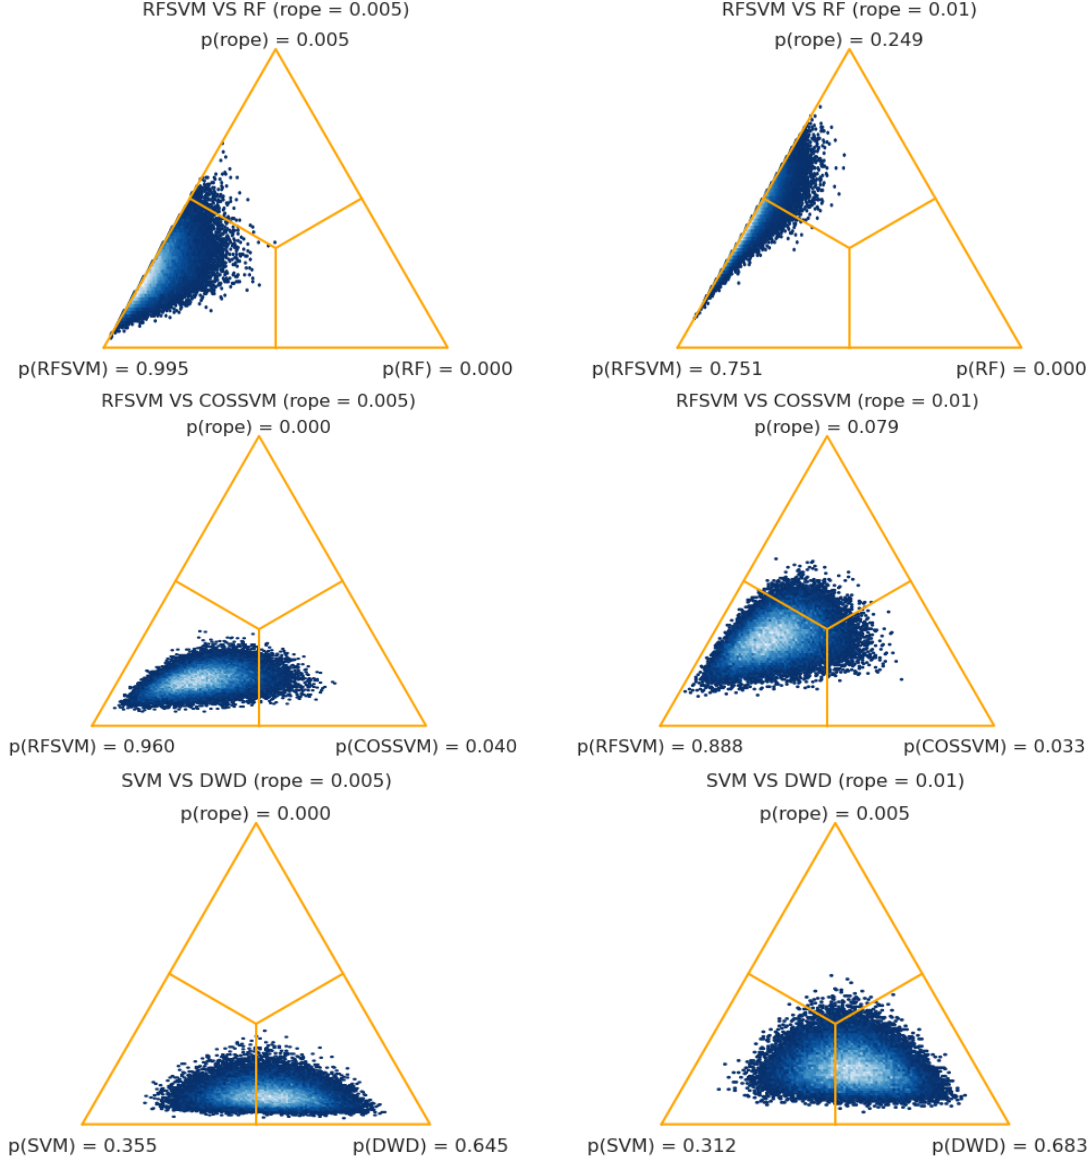 RFSVM VS RF (rope = 0.005)
p(rope) = 0.005
p(RFSVM) = 0.995
p(RF) = 0.000
RFSVM VS RF (rope = 0.01)
p(rope) = 0.249
p(RFSVM) = 0.751
p(RF) = 0.000
RFSVM VS COSSVM (rope = 0.005)
p(rope) = 0.000
p(RFSVM) = 0.960
p(COSSVM) = 0.040
RFSVM VS COSSVM (rope = 0.01)
p(rope) = 0.079
p(RFSVM) = 0.888
p(COSSVM) = 0.033
SVM VS DWD (rope = 0.005)
p(rope) = 0.000
p(SVM) = 0.355
p(DWD) = 0.645
SVM VS DWD (rope = 0.01)
p(rope) = 0.005
p(SVM) = 0.312
p(DWD) = 0.683